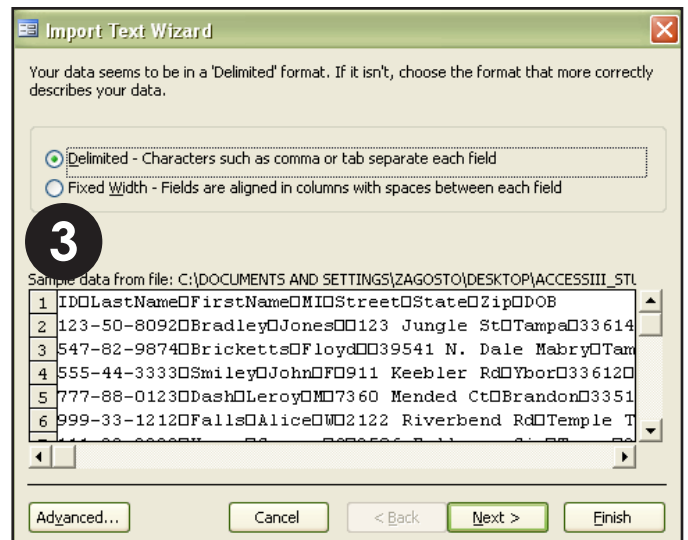 Import Text Wizard
Your data seems to be in a 'Delimited' format. If it isn't, choose the format that more correctly
describes your data.
Delimited - Characters such as comma or tab separate each field
Fixed Width - Fields are aligned in columns with spaces between each field
3
Sample data from file: C:\DOCUMENTS AND SETTINGS\ZAGOSTO\DESKTOP\ACCESSIII_STU
1 ID□LastName□FirstName□MI□Street□State□Zip□DOB
2 123-50-8092□Bradley□Jones□□123 Jungle St□Tampa□33614
3 547-82-9874□Bricketts□Floyd□□39541 N. Dale Mabry□Tam
4 555-44-3333□Smiley□John□F□911 Keebler Rd□Ybor□33612□
5 777-88-0123□Dash□Leroy□M□7360 Mended Ct□Brandon□3351
6 999-33-1212□Falls□Alice□W□2122 Riverbend Rd□Temple T
Advanced... Cancel < Back Next > Finish